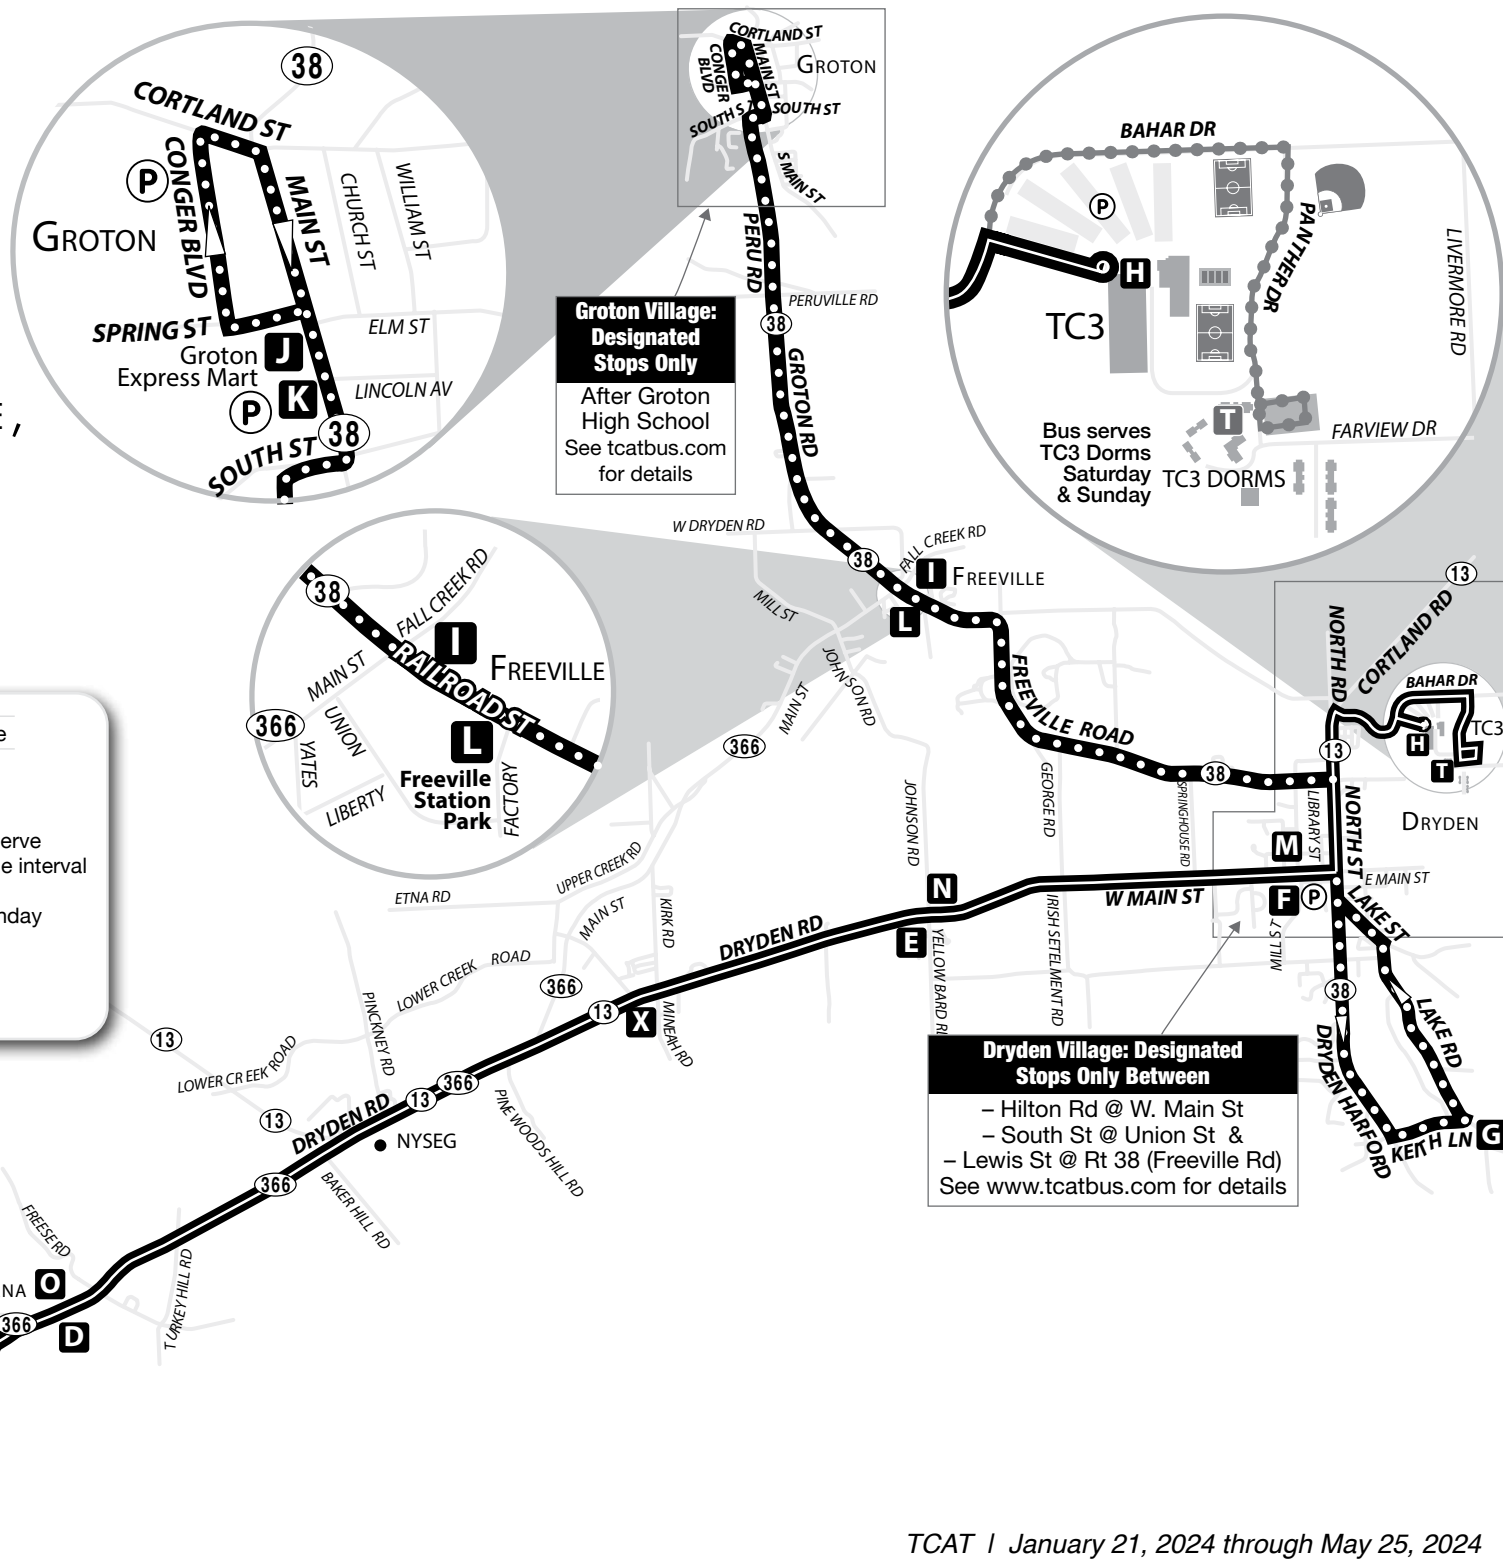 38
CORTLAND ST
P
CONGER BLVD
MAIN ST
CHURCH ST
WILLIAM ST
GROTON
SPRING ST
ELM ST
Groton
Express Mart
J
K
P
LINCOLN AV
38
SOUTH ST
E,
CORTLAND ST
CONGER
BLVD
MAIN ST
GROTON
SOUTH ST
SOUTH ST
S MAIN ST
PERU RD
PERUVILLE RD
38
GROTON RD
Groton Village:
Designated
Stops Only
After Groton
High School
See tcatbus.com
for details
BAHAR DR
P
PANTHER DR
LIVERMORE RD
H
TC3
T
FARVIEW DR
Bus serves
TC3 Dorms
Saturday
& Sunday
TC3 DORMS
W DRYDEN RD
38
FALL CREEK RD
I
FREEVILLE
L
MILL ST
JOHNSON RD
MAIN ST
366
38
FALL CREEK RD
I
FREEVILLE
RAILROAD ST
MAIN ST
366
UNION
YATES
L
Freeville
Station
Park
LIBERTY
FACTORY
FREEVILLE ROAD
38
13
NORTH RD
CORTLAND RD
BAHAR DR
TC3
H
T
13
DRYDEN
JOHNSON RD
GEORGE RD
SPRINGHOUSE RD
LIBRARY ST
NORTH ST
M
E MAIN ST
W MAIN ST
F
P
MILL ST
LAKE ST
e
erve
e interval
nday
ETNA RD
UPPER CREEK RD
MAIN ST
KIRK RD
DRYDEN RD
N
E
YELLOW BARD RD
IRISH SETELMENT RD
LOWER CREEK ROAD
366
13
X
MINEAH RD
PINCKNEY RD
13
LOWER CREEK ROAD
13
DRYDEN RD
13
366
NYSEG
PINE WOODS HILL RD
366
BAKER HILL RD
38
DRYDEN HARFORD
LAKE RD
KEITH LN
G
Dryden Village: Designated
Stops Only Between
– Hilton Rd @ W. Main St
– South St @ Union St &
– Lewis St @ Rt 38 (Freeville Rd)
See www.tcatbus.com for details
FREESE RD
NA
O
366
D
TURKEY HILL RD
TCAT I January 21, 2024 through May 25, 2024